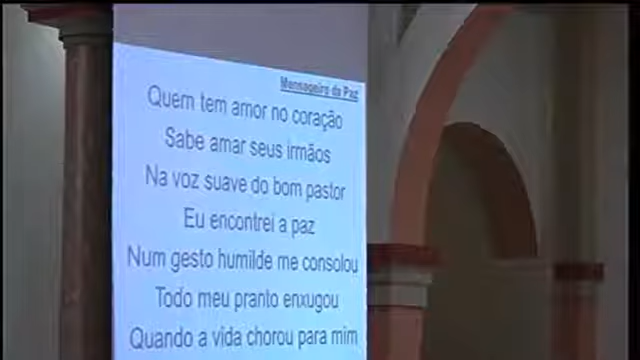 Mensageiro da Paz
Quem tem amor no coração
Sabe amar seus irmãos
Na voz suave do bom pastor
Eu encontrei a paz
Num gesto humilde me consolou
Todo meu pranto enxugou
Quando a vida chorou para mim